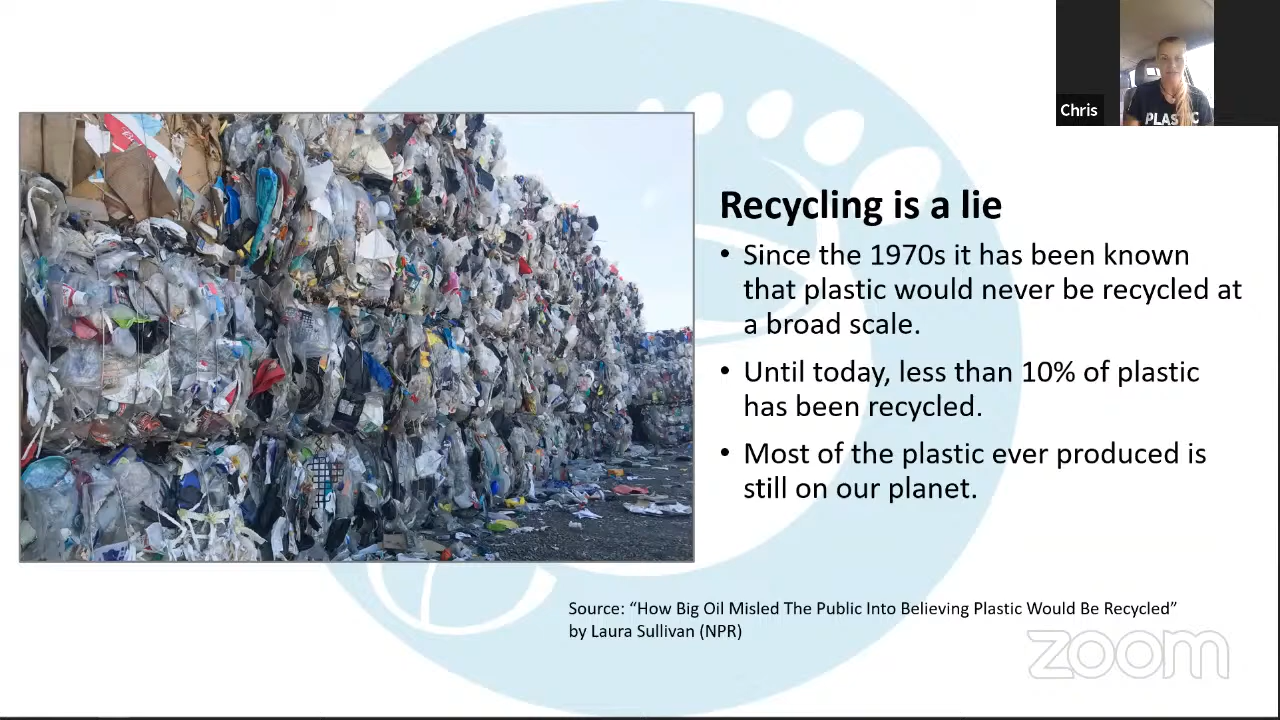 Chris
PLASTIC
Recycling is a lie
• Since the 1970s it has been known
that plastic would never be recycled at
a broad scale.
• Until today, less than 10% of plastic
has been recycled.
• Most of the plastic ever produced is
still on our planet.
Source: “How Big Oil Misled The Public Into Believing Plastic Would Be Recycled”
by Laura Sullivan (NPR)
zoom